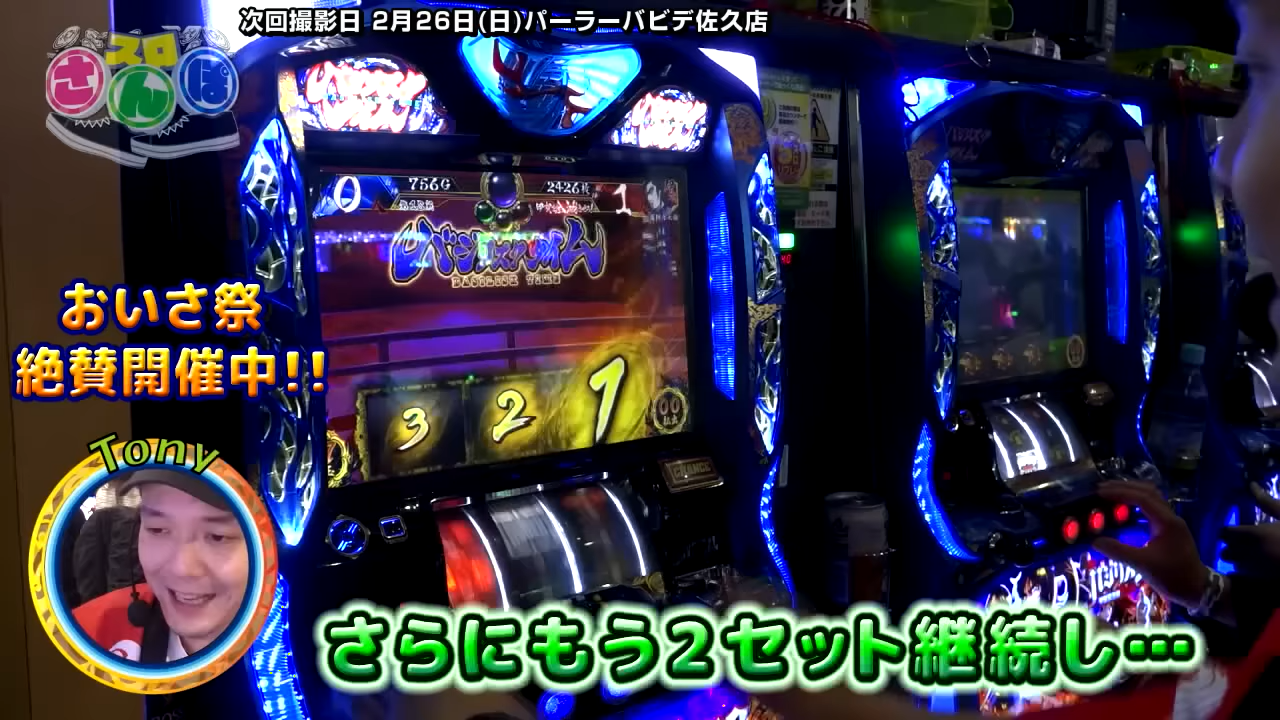 次回撮影日 2月26日(日)パーラーバビデ佐久店
スロ
さんぽ
0 756G 2426枚 1
バジリスクタイム
BASILISK TIME
3 2 1
00
CHANCE
おいさ祭
絶賛開催中!!
Tony
さらにもう2セット継続し…